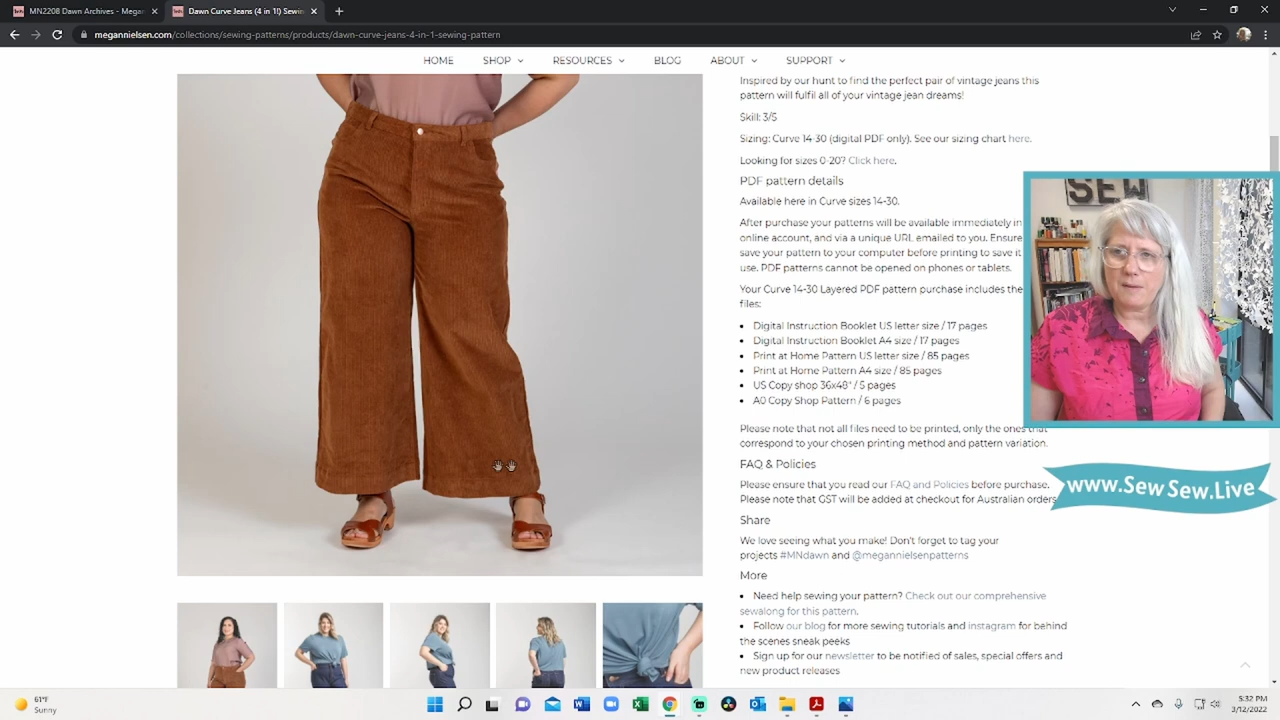 MN2208 Dawn Archives - Megan
Dawn Curve Jeans (4 in 1!) Sewin
megannielsen.com/collections/sewing-patterns/products/dawn-curve-jeans-4-in-1-sewing-pattern
HOME SHOP RESOURCES BLOG ABOUT SUPPORT
Inspired by our hunt to find the perfect pair of vintage jeans this
pattern will fulfil all of your vintage jean dreams!
Skill: 3/5
Sizing: Curve 14-30 (digital PDF only). See our sizing chart here.
Looking for sizes 0-20? Click here.
PDF pattern details
Available here in Curve sizes 14-30.
After purchase your patterns will be available immediately in
online account, and via a unique URL emailed to you. Ensure
save your pattern to your computer before printing to save it
use. PDF patterns cannot be opened on phones or tablets.
Your Curve 14-30 Layered PDF pattern purchase includes the
files:
• Digital Instruction Booklet US letter size / 17 pages
• Digital Instruction Booklet A4 size / 17 pages
• Print at Home Pattern US letter size / 85 pages
• Print at Home Pattern A4 size / 85 pages
• US Copy shop 36x48" / 5 pages
• A0 Copy Shop Pattern / 6 pages
Please note that not all files need to be printed, only the ones that
correspond to your chosen printing method and pattern variation.
FAQ & Policies
Please ensure that you read our FAQ and Policies before purchase.
Please note that GST will be added at checkout for Australian orders
Share
We love seeing what you make! Don't forget to tag your
projects #MNdawn and @megannielsenpatterns
More
• Need help sewing your pattern? Check out our comprehensive
sewalong for this pattern.
• Follow our blog for more sewing tutorials and instagram for behind
the scenes sneak peeks
• Sign up for our newsletter to be notified of sales, special offers and
new product releases
SEW
www.SewSew.Live
61°F
Sunny
5:32 PM
3/12/2022